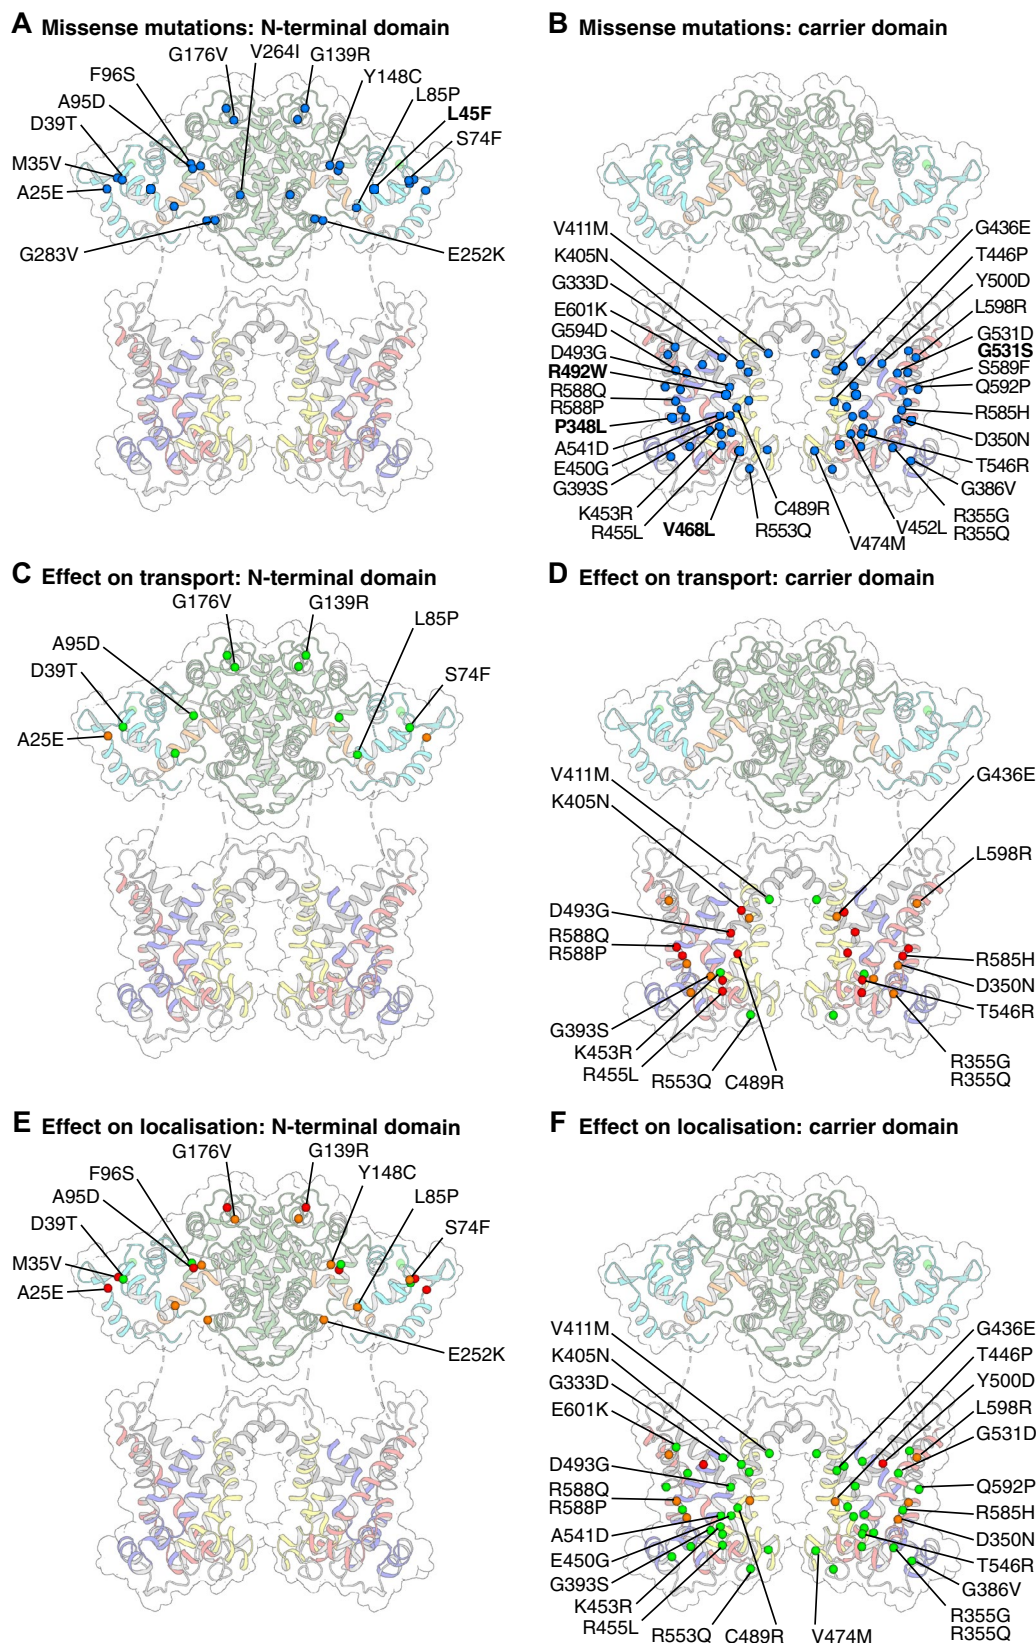 A Missense mutations: N-terminal domain
G176V
V264I
G139R
F96S
Y148C
A95D
L85P
D39T
L45F
S74F
M35V
A25E
G283V
E252K
B Missense mutations: carrier domain
V411M
K405N
G333D
E601K
G594D
D493G
R492W
R588Q
R588P
P348L
A541D
E450G
G393S
K453R
R455L
V468L
R553Q
C489R
V474M
V452L
R355G
R355Q
G436E
T446P
Y500D
L598R
G531D
G531S
S589F
Q592P
R585H
D350N
T546R
G386V
C Effect on transport: N-terminal domain
G176V
G139R
L85P
A95D
D39T
S74F
A25E
D Effect on transport: carrier domain
V411M
K405N
G436E
L598R
D493G
R588Q
R588P
R585H
D350N
T546R
G393S
K453R
R455L
R553Q
C489R
R355G
R355Q
E Effect on localisation: N-terminal domain
G176V
G139R
F96S
Y148C
A95D
L85P
D39T
S74F
M35V
A25E
E252K
F Effect on localisation: carrier domain
V411M
K405N
G333D
E601K
D493G
R588Q
R588P
A541D
E450G
G393S
K453R
R455L
R553Q
C489R
V474M
G436E
T446P
Y500D
L598R
G531D
Q592P
R585H
D350N
T546R
G386V
R355G
R355Q